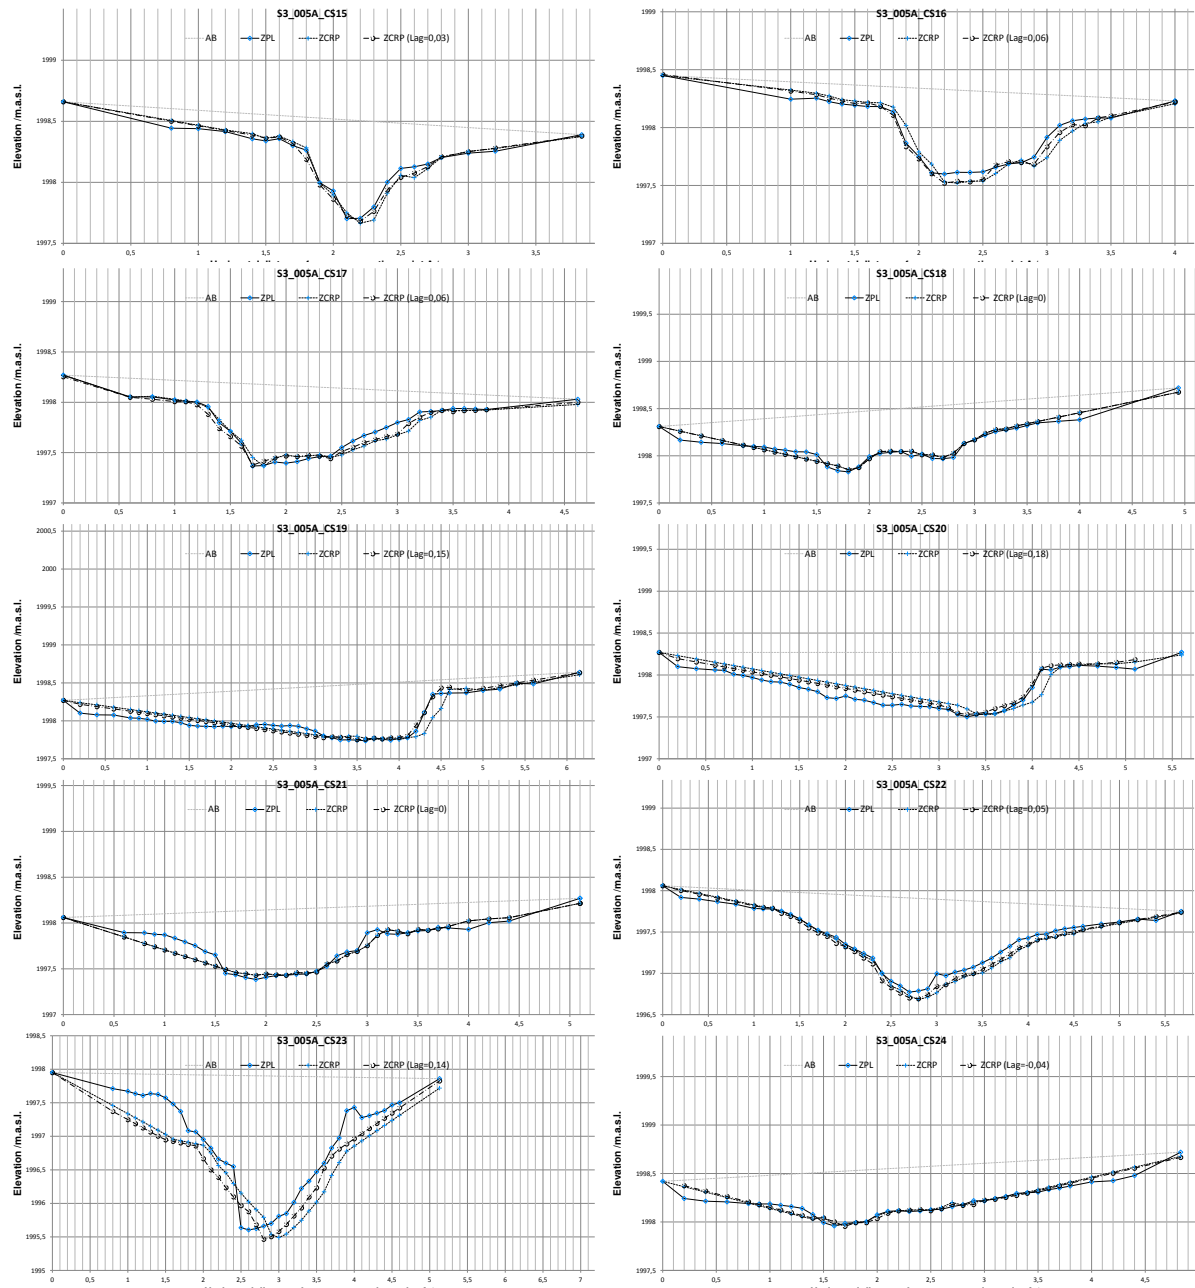 S3_005A_CS15
AB ZPL ZCRP ZCRP (Lag=0,03)
Elevation /m.a.s.l.
1999
1998,5
1998
1997,5
0 0,5 1 1,5 2 2,5 3 3,5
S3_005A_CS16
AB ZPL ZCRP ZCRP (Lag=0,06)
Elevation /m.a.s.l.
1999
1998,5
1998
1997,5
1997
0 0,5 1 1,5 2 2,5 3 3,5 4
S3_005A_CS17
AB ZPL ZCRP ZCRP (Lag=0,06)
Elevation /m.a.s.l.
1999
1998,5
1998
1997,5
1997
0 0,5 1 1,5 2 2,5 3 3,5 4 4,5
S3_005A_CS18
AB ZPL ZCRP ZCRP (Lag=0)
Elevation /m.a.s.l.
1999,5
1999
1998,5
1998
1997,5
0 0,5 1 1,5 2 2,5 3 3,5 4 4,5 5
S3_005A_CS19
AB ZPL ZCRP ZCRP (Lag=0,15)
Elevation /m.a.s.l.
2000,5
2000
1999,5
1999
1998,5
1998
1997,5
0 0,5 1 1,5 2 2,5 3 3,5 4 4,5 5 5,5 6
S3_005A_CS20
AB ZPL ZCRP ZCRP (Lag=0,18)
Elevation /m.a.s.l.
1999,5
1999
1998,5
1998
1997,5
1997
0 0,5 1 1,5 2 2,5 3 3,5 4 4,5 5 5,5
S3_005A_CS21
AB ZPL ZCRP ZCRP (Lag=0)
Elevation /m.a.s.l.
1999,5
1999
1998,5
1998
1997,5
1997
0 0,5 1 1,5 2 2,5 3 3,5 4 4,5 5
S3_005A_CS22
AB ZPL ZCRP ZCRP (Lag=0,05)
Elevation /m.a.s.l.
1999
1998,5
1998
1997,5
1997
1996,5
0 0,5 1 1,5 2 2,5 3 3,5 4 4,5 5 5,5
S3_005A_CS23
AB ZPL ZCRP ZCRP (Lag=0,14)
Elevation /m.a.s.l.
1998,5
1998
1997,5
1997
1996,5
1996
1995,5
1995
0 0,5 1 1,5 2 2,5 3 3,5 4 4,5 5 5,5 6 6,5 7
S3_005A_CS24
AB ZPL ZCRP ZCRP (Lag=-0,04)
Elevation /m.a.s.l.
1999,5
1999
1998,5
1998
1997,5
0 0,5 1 1,5 2 2,5 3 3,5 4 4,5